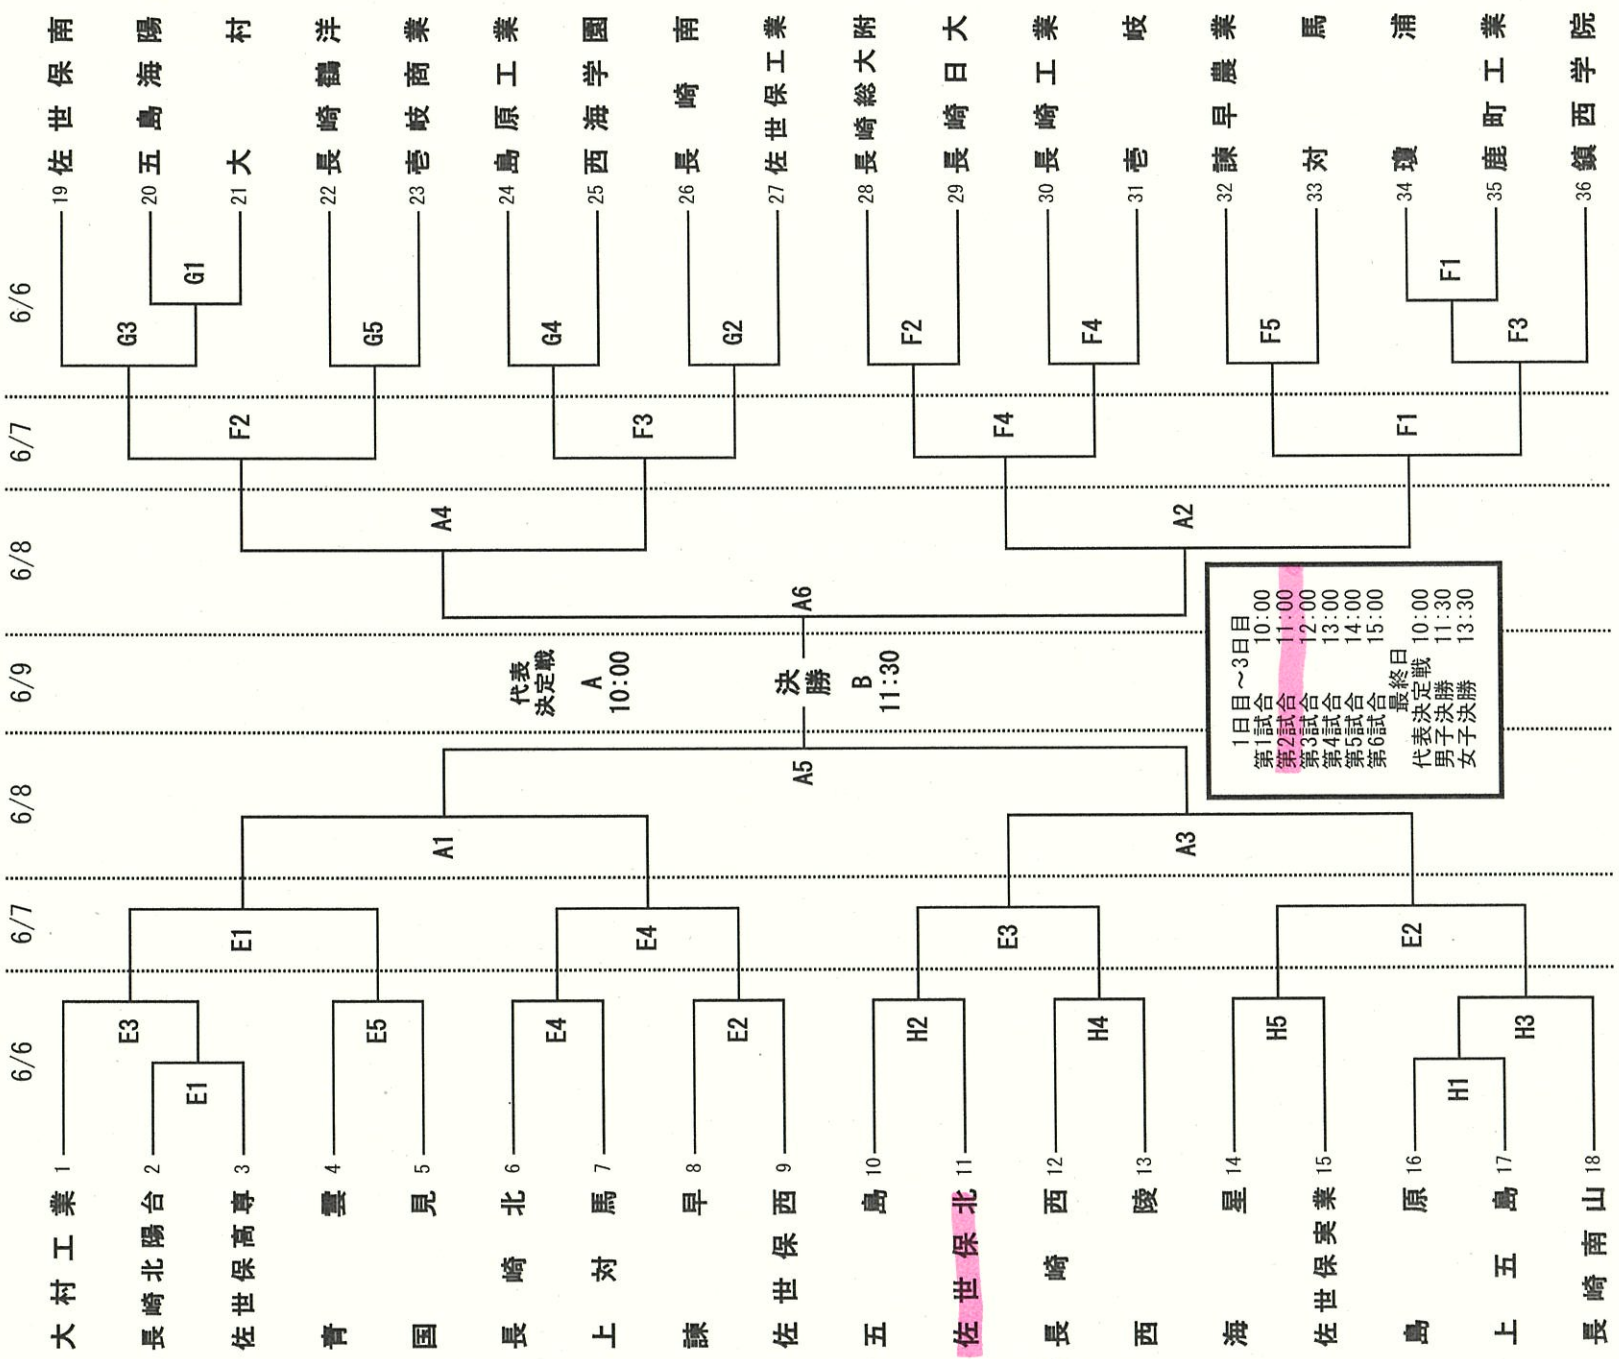 6/6
6/7
6/8
6/9
6/8
6/7
6/6
大村工業 1
長崎北陽台 2
佐世保高専 3
青雲 4
国見 5
長崎北 6
上対馬 7
諫早 8
佐世保西 9
五島 10
佐世保北 11
長崎西 12
西陵 13
海星 14
佐世保実業 15
島原 16
上五島 17
長崎南山 18
E3
E1
E5
E4
E2
H2
H4
H5
H1
H3
E1
E4
E3
E2
A1
A3
A5
代表
決定戦
A
10:00
決
勝
B
11:30
A6
A4
A2
F2
F3
F4
F1
G3
G1
G5
G4
G2
F2
F4
F5
F1
F3
19 佐世保南
20 五島海陽
21 大村
22 長崎鶴洋
23 壱岐商業
24 島原工業
25 西海学園
26 長崎南
27 佐世保工業
28 長崎総大附
29 長崎日大
30 長崎工業
31 壱岐
32 諫早農業
33 対馬
34 瓊浦
35 鹿町工業
36 鎮西学院
1日目~3日目
第1試合 10:00
第2試合 11:00
第3試合 12:00
第4試合 13:00
第5試合 14:00
第6試合 15:00
最終日
代表決定戦 10:00
男子決勝 11:30
女子決勝 13:30